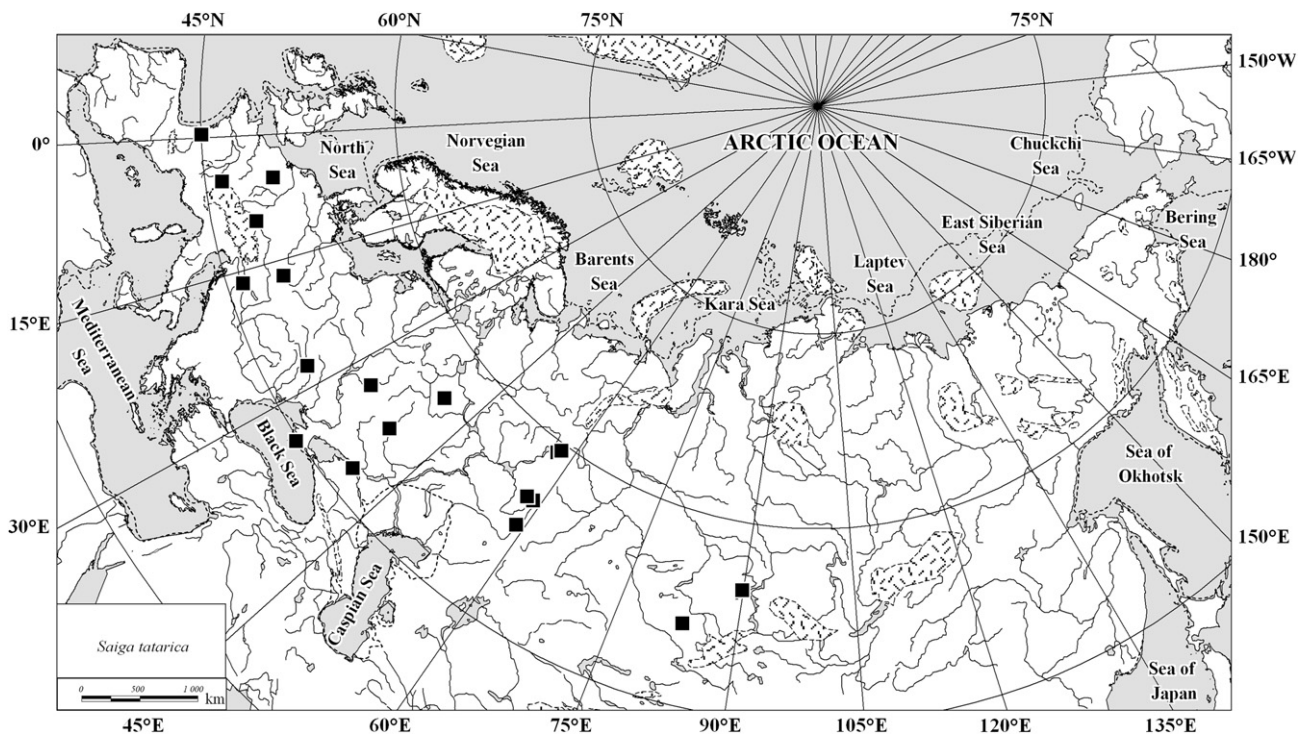 45°N 60°N 75°N 75°N
150°W
0°
North
Sea
Norvegian
Sea
ARCTIC OCEAN
Chuckchi
Sea
165°W
East Siberian
Sea
Bering
Sea
Barents
Sea
Laptev
Sea
Kara Sea
180°
15°E
Mediterranean
Sea
165°E
Black Sea
Sea of
Okhotsk
30°E
150°E
Caspian Sea
Saiga tatarica
0 500 1 000
km
Sea of
Japan
45°E 60°E 75°E 90°E 105°E 120°E 135°E